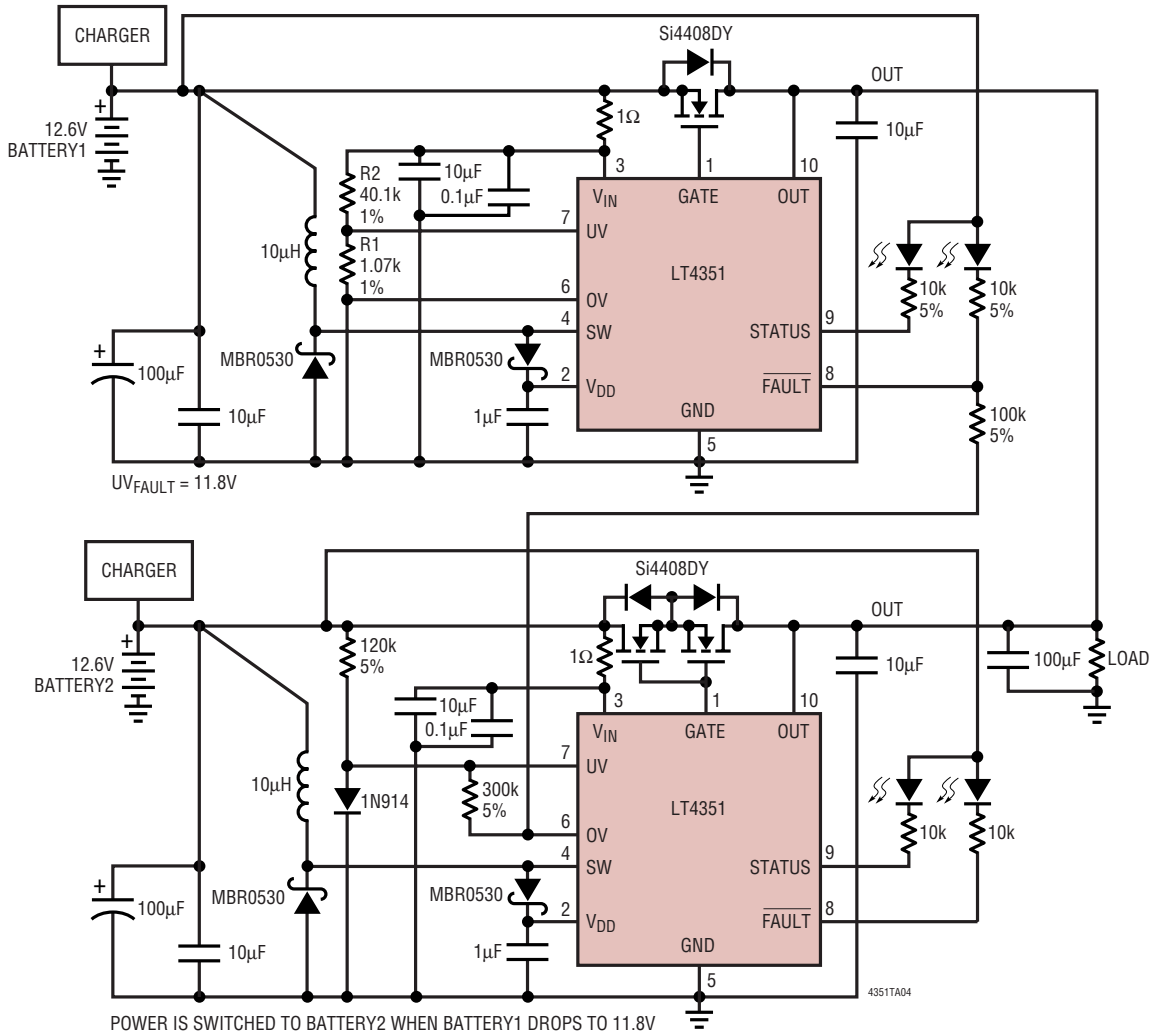 CHARGER
Si4408DY
OUT
12.6V
BATTERY1
1Ω
10µF
R2
40.1k
1%
10µF
0.1µF
3
1
10
VIN
GATE
OUT
7
UV
10µH
R1
1.07k
1%
LT4351
6
OV
10k
5%
10k
5%
4
SW
STATUS
9
100µF
MBR0530
MBR0530
2
VDD
FAULT
8
10µF
1µF
GND
100k
5%
5
UVFAULT = 11.8V
CHARGER
Si4408DY
OUT
12.6V
BATTERY2
120k
5%
1Ω
10µF
100µF
LOAD
10µF
0.1µF
3
1
10
VIN
GATE
OUT
7
UV
10µH
1N914
300k
5%
LT4351
6
OV
10k
10k
4
SW
STATUS
9
100µF
MBR0530
MBR0530
2
VDD
FAULT
8
10µF
1µF
GND
5
4351TA04
POWER IS SWITCHED TO BATTERY2 WHEN BATTERY1 DROPS TO 11.8V